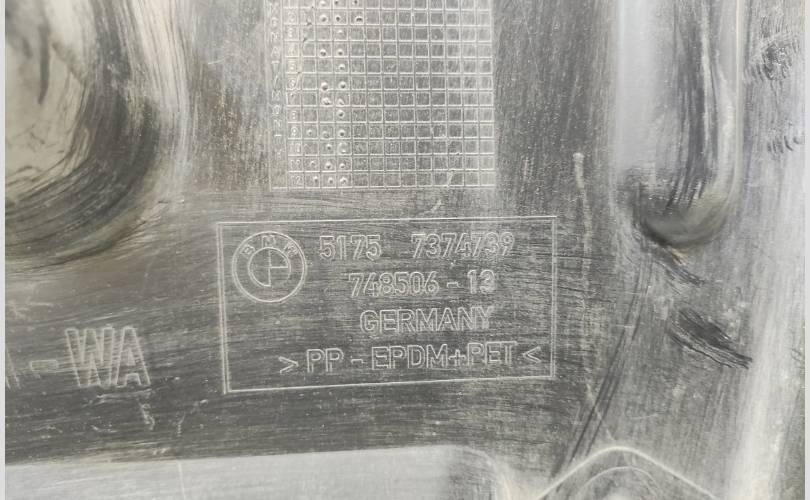 BMW
5175 7374739
748506 - 13
GERMANY
>PP - EPDM+PET<
- WA